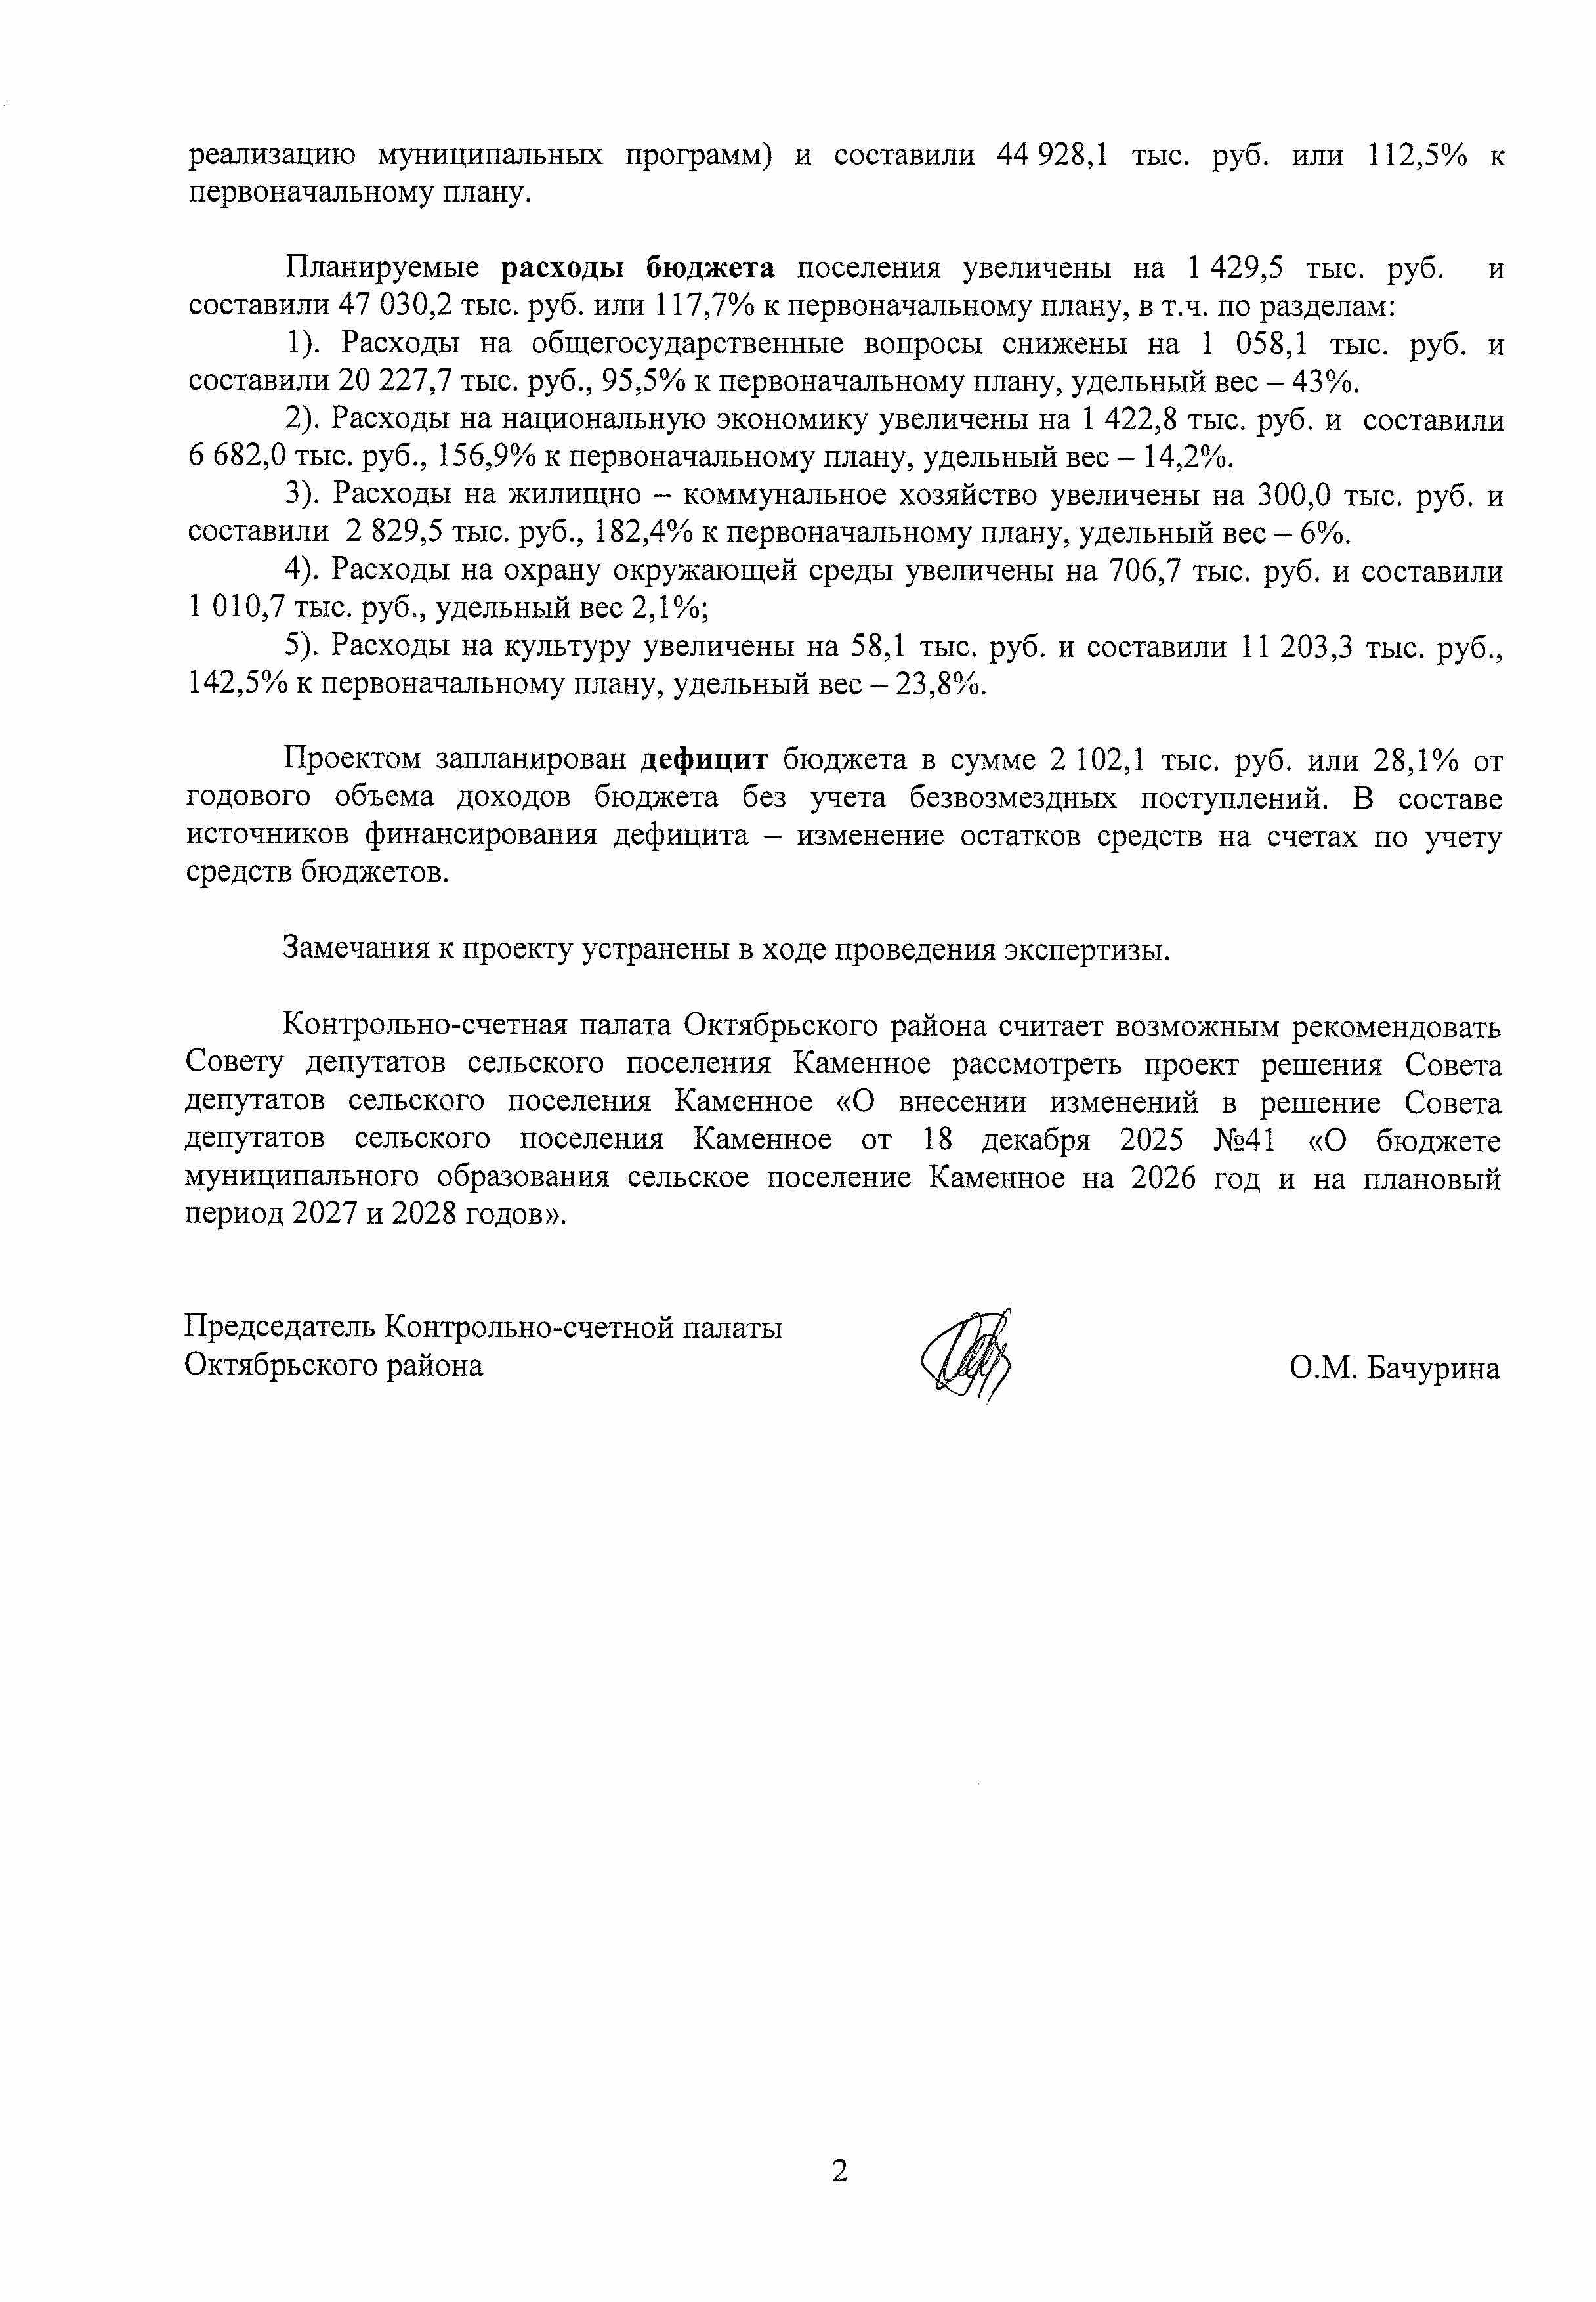 реализацию муниципальных программ) и составили 44 928,1 тыс. руб. или 112,5% к
первоначальному плану.
Планируемые расходы бюджета поселения увеличены на 1 429,5 тыс. руб. и
составили 47 030,2 тыс. руб. или 117,7% к первоначальному плану, в т.ч. по разделам:
1). Расходы на общегосударственные вопросы снижены на 1 058,1 тыс. руб. и
составили 20 227,7 тыс. руб., 95,5% к первоначальному плану, удельный вес – 43%.
2). Расходы на национальную экономику увеличены на 1 422,8 тыс. руб. и составили
6 682,0 тыс. руб., 156,9% к первоначальному плану, удельный вес – 14,2%.
3). Расходы на жилищно – коммунальное хозяйство увеличены на 300,0 тыс. руб. и
составили 2 829,5 тыс. руб., 182,4% к первоначальному плану, удельный вес – 6%.
4). Расходы на охрану окружающей среды увеличены на 706,7 тыс. руб. и составили
1 010,7 тыс. руб., удельный вес 2,1%;
5). Расходы на культуру увеличены на 58,1 тыс. руб. и составили 11 203,3 тыс. руб.,
142,5% к первоначальному плану, удельный вес – 23,8%.
Проектом запланирован дефицит бюджета в сумме 2 102,1 тыс. руб. или 28,1% от
годового объема доходов бюджета без учета безвозмездных поступлений. В составе
источников финансирования дефицита – изменение остатков средств на счетах по учету
средств бюджетов.
Замечания к проекту устранены в ходе проведения экспертизы.
Контрольно-счетная палата Октябрьского района считает возможным рекомендовать
Совету депутатов сельского поселения Каменное рассмотреть проект решения Совета
депутатов сельского поселения Каменное «О внесении изменений в решение Совета
депутатов сельского поселения Каменное от 18 декабря 2025 №41 «О бюджете
муниципального образования сельское поселение Каменное на 2026 год и на плановый
период 2027 и 2028 годов».
Председатель Контрольно-счетной палаты
Октябрьского района О.М. Бачурина
2